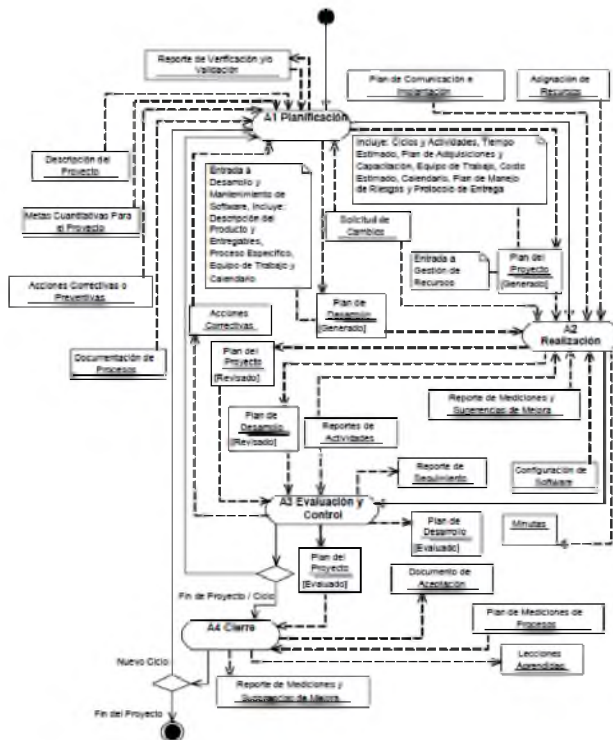 Reporte de Verificación y/o
Validación
Plan de Comunicación e
Implantación
Asignación de
Recursos
A1 Planificación
Descripción del
Proyecto
Metas Cuantitativas Para
el Proyecto
Acciones Correctivas o
Preventivas
Documentación de
Procesos
Entrada a
Desarrollo y
Mantenimiento de
Software, Incluye:
Descripción del
Producto y
Entregables,
Proceso Específico,
Equipo de Trabajo y
Calendario
Incluye: Ciclos y Actividades, Tiempo
Estimado, Plan de Adquisiciones y
Capacitación, Equipo de Trabajo, Costo
Estimado, Calendario, Plan de Manejo
de Riesgos y Protocolo de Entrega
Solicitud de
Cambios
Entrada a
Gestión de
Recursos
Plan del
Proyecto
[Generado]
Acciones
Correctivas
Plan de
Desarrollo
[Generado]
A2
Realización
Plan del
Proyecto
[Revisado]
Plan de
Desarrollo
[Revisado]
Reportes de
Actividades
Reporte de Mediciones y
Sugerencias de Mejora
Reporte de
Seguimiento
Configuración de
Software
A3 Evaluación y
Control
Plan de
Desarrollo
[Evaluado]
Minutas
Plan del
Proyecto
[Evaluado]
Documento de
Aceptación
Fin de Proyecto / Ciclo
A4 Cierre
Plan de Mediciones de
Procesos
Lecciones
Aprendidas
Nuevo Ciclo
Reporte de Mediciones y
Sugerencias de Mejora
Fin del Proyecto